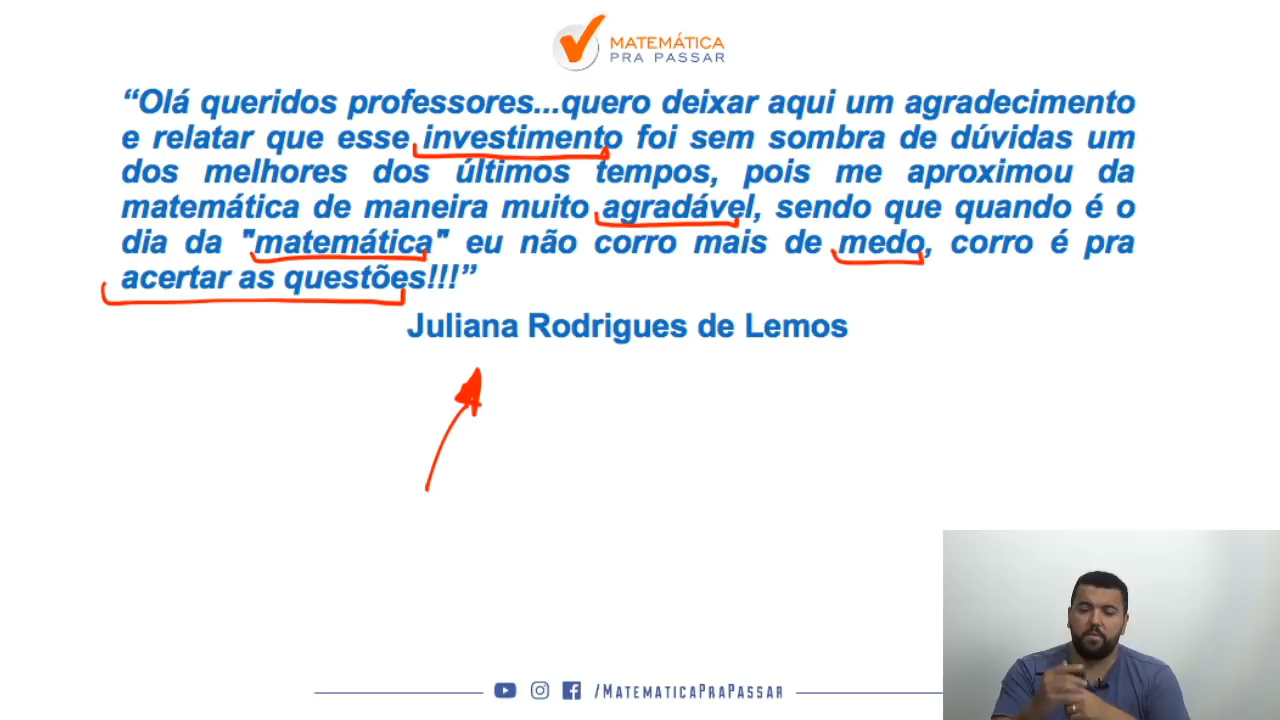 MATEMÁTICA
PRA PASSAR
“Olá queridos professores...quero deixar aqui um agradecimento
e relatar que esse investimento foi sem sombra de dúvidas um
dos melhores dos últimos tempos, pois me aproximou da
matemática de maneira muito agradável, sendo que quando é o
dia da "matemática" eu não corro mais de medo, corro é pra
acertar as questões!!!”
Juliana Rodrigues de Lemos
/MATEMATICAPRAPASSAR